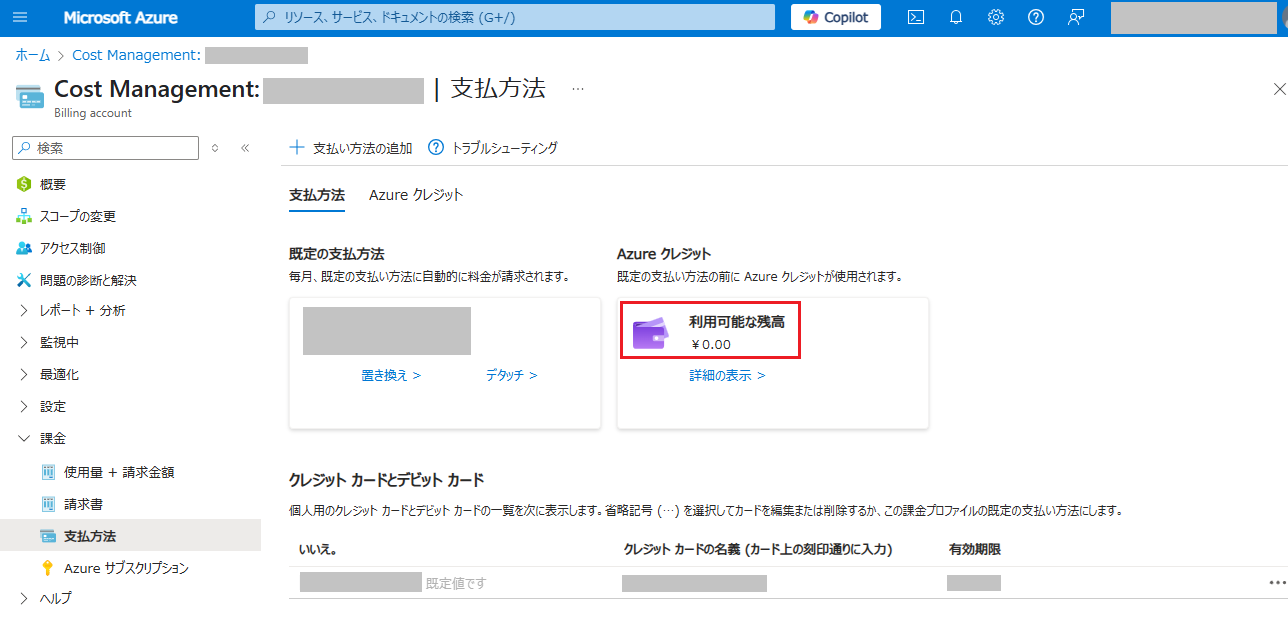 Microsoft Azure
リソース、サービス、ドキュメントの検索 (G+/)
Copilot
ホーム > Cost Management:
Cost Management: | 支払方法 ...
Billing account
検索
概要
スコープの変更
アクセス制御
問題の診断と解決
レポート + 分析
監視中
最適化
設定
課金
使用量 + 請求金額
請求書
支払方法
Azure サブスクリプション
ヘルプ
支払い方法の追加
トラブルシューティング
支払方法
Azure クレジット
既定の支払方法
毎月、既定の支払い方法に自動的に料金が請求されます。
置き換え >
デタッチ >
Azure クレジット
既定の支払い方法の前に Azure クレジットが使用されます。
利用可能な残高
￥0.00
詳細の表示 >
クレジット カードとデビット カード
個人用のクレジット カードとデビット カードの一覧を次に表示します。省略記号 (…) を選択してカードを編集または削除するか、この課金プロファイルの既定の支払い方法にします。
いいえ。
クレジット カードの名義 (カード上の刻印通りに入力)
有効期限
既定値です